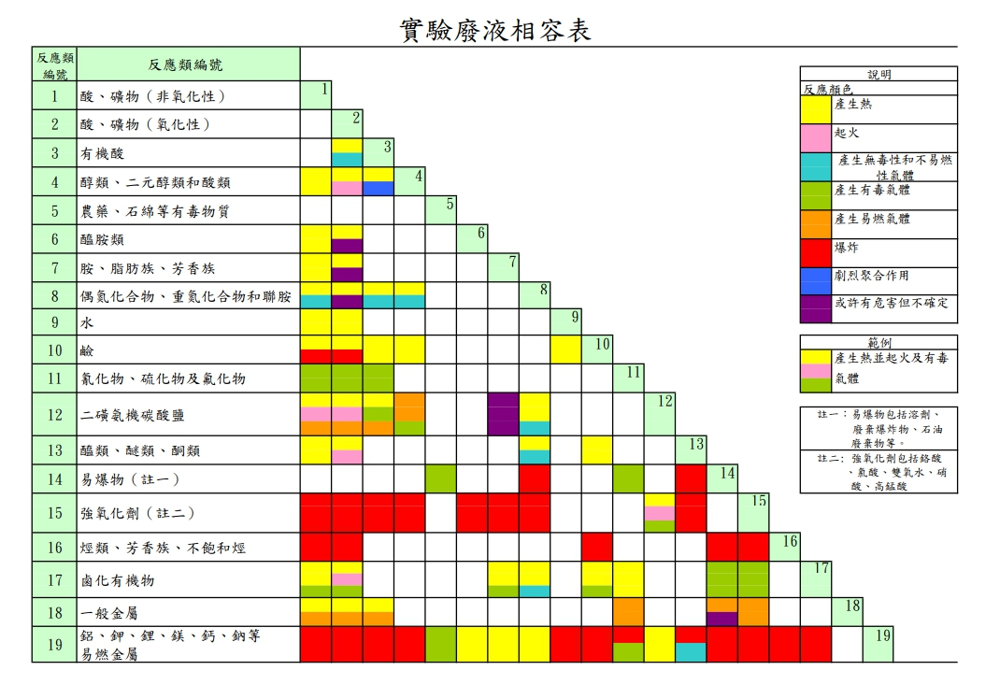 實驗廢液相容表
反應類
編號
反應類編號
1 酸、礦物（非氧化性） 1
2 酸、礦物（氧化性） 2
3 有機酸 3
4 醇類、二元醇類和酸類 4
5 農藥、石綿等有毒物質 5
6 醯胺類 6
7 胺、脂肪族、芳香族 7
8 偶氮化合物、重氮化合物和聯胺 8
9 水 9
10 鹼 10
11 氰化物、硫化物及氟化物 11
12 二磺氨機碳酸鹽 12
13 醯類、醚類、酮類 13
14 易爆物（註一） 14
15 強氧化劑（註二） 15
16 烴類、芳香族、不飽和烴 16
17 鹵化有機物 17
18 一般金屬 18
19 鋁、鉀、鋰、鎂、鈣、鈉等
易燃金屬 19
說明
反應顏色
產生熱
起火
產生無毒性和不易燃
性氣體
產生有毒氣體
產生易燃氣體
爆炸
劇烈聚合作用
或許有危害但不確定
範例
產生熱並起火及有毒
氣體
註一：易爆物包括溶劑、
廢棄爆炸物、石油
廢棄物等。
註二: 強氧化劑包括鉻酸
、氯酸、雙氧水、硝
酸、高錳酸